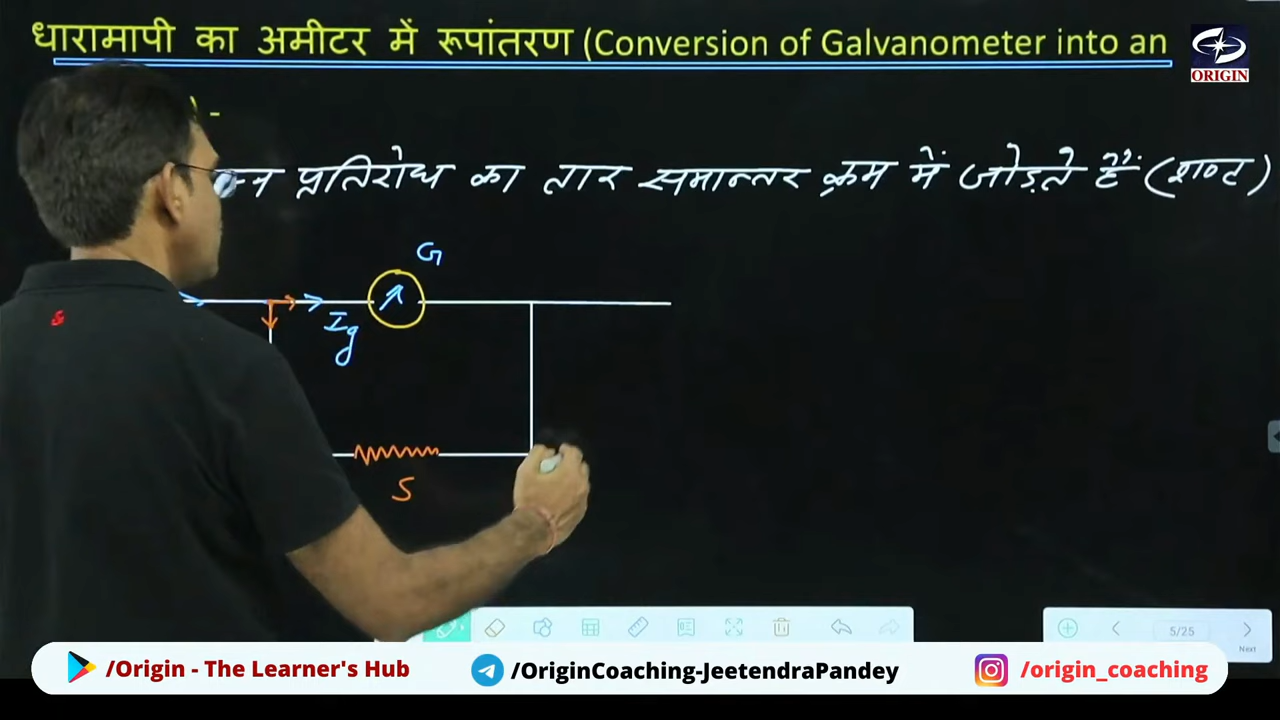 धारामापी का अमीटर में रूपांतरण (Conversion of Galvanometer into an
ORIGIN
प्रतिरोध का तार समान्तर क्रम में जोड़ते हैं (शण्ट)
G
Ig
S
5/25
Next
/Origin - The Learner's Hub
/OriginCoaching-JeetendraPandey
/origin_coaching